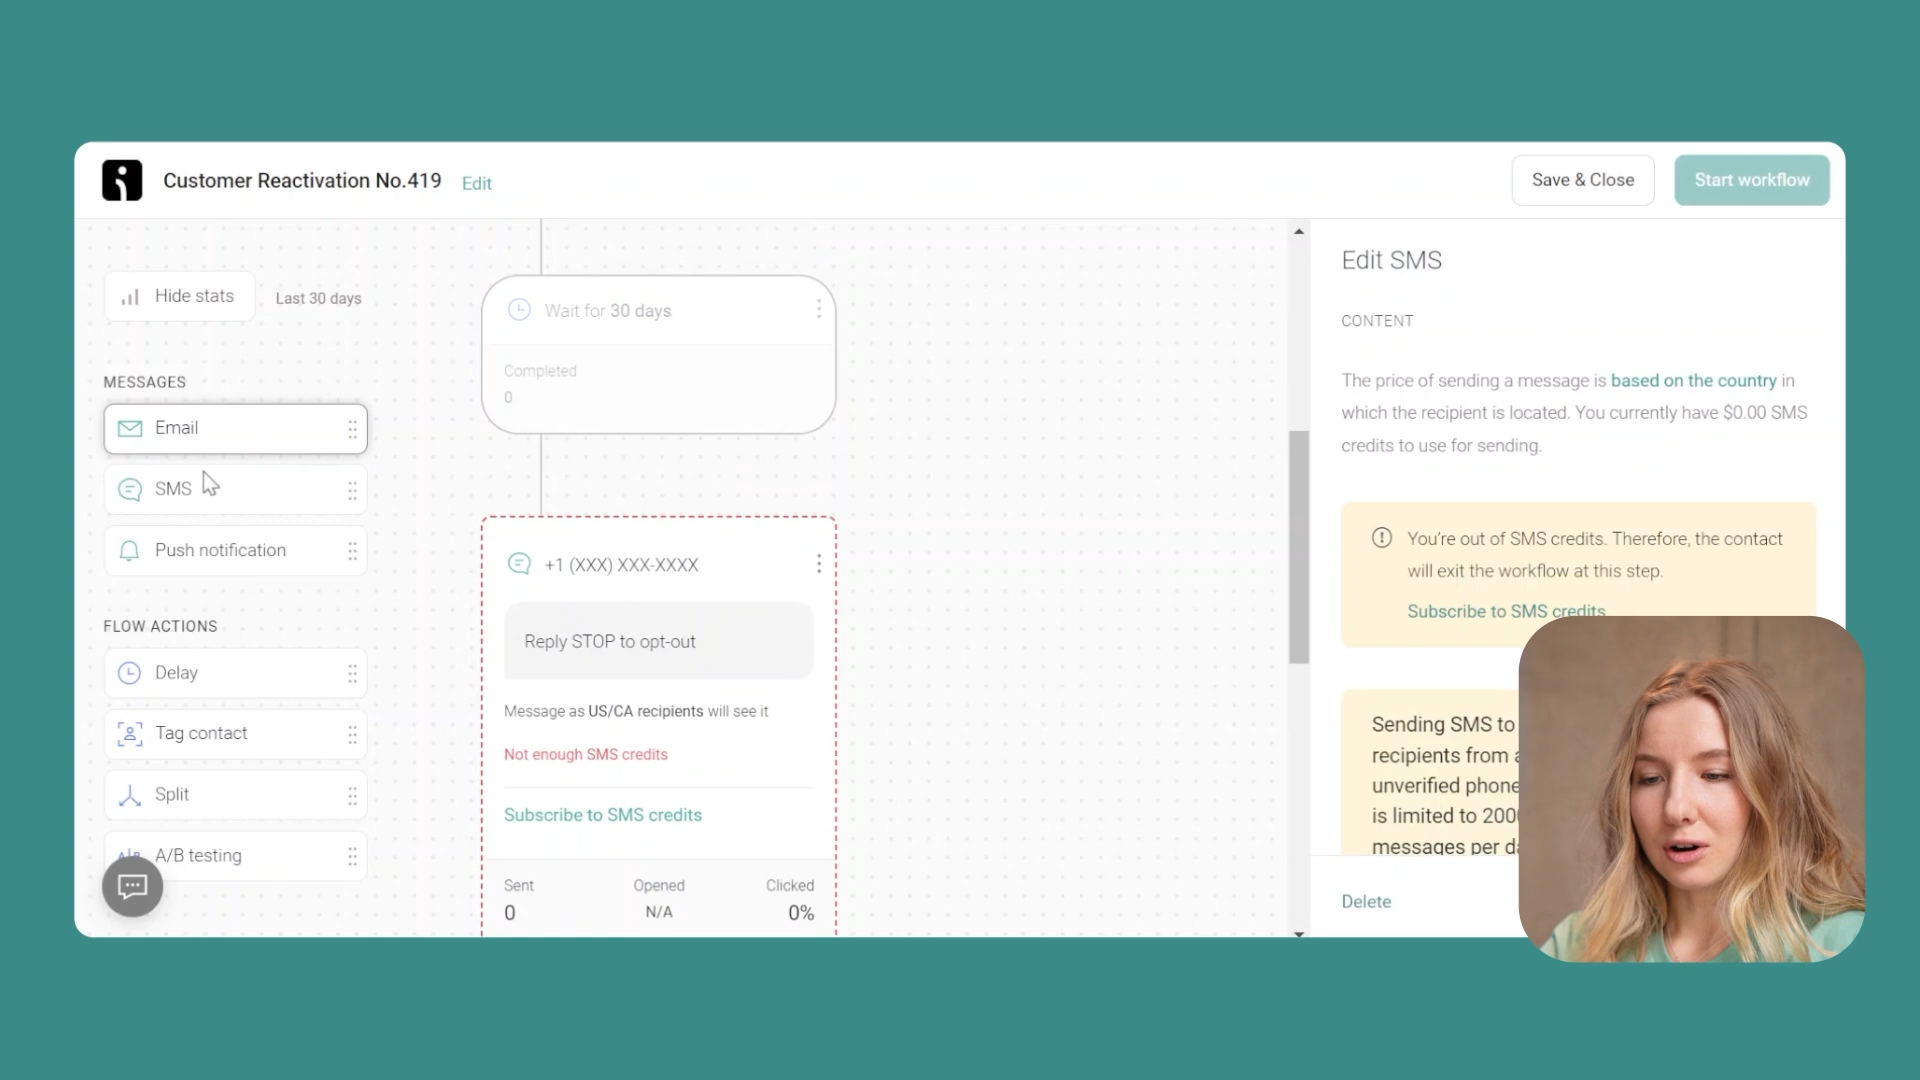 Customer Reactivation No.419
Edit
Save & Close
Start workflow
Hide stats
Last 30 days
MESSAGES
Email
SMS
Push notification
FLOW ACTIONS
Delay
Tag contact
Split
A/B testing
Wait for 30 days
Completed
0
+1 (XXX) XXX-XXXX
Reply STOP to opt-out
Message as US/CA recipients will see it
Not enough SMS credits
Subscribe to SMS credits
Sent
Opened
Clicked
0
N/A
0%
Edit SMS
CONTENT
The price of sending a message is based on the country in
which the recipient is located. You currently have $0.00 SMS
credits to use for sending.
You're out of SMS credits. Therefore, the contact
will exit the workflow at this step.
Subscribe to SMS credits
Sending SMS to
recipients from
unverified phone
is limited to
messages per
Delete